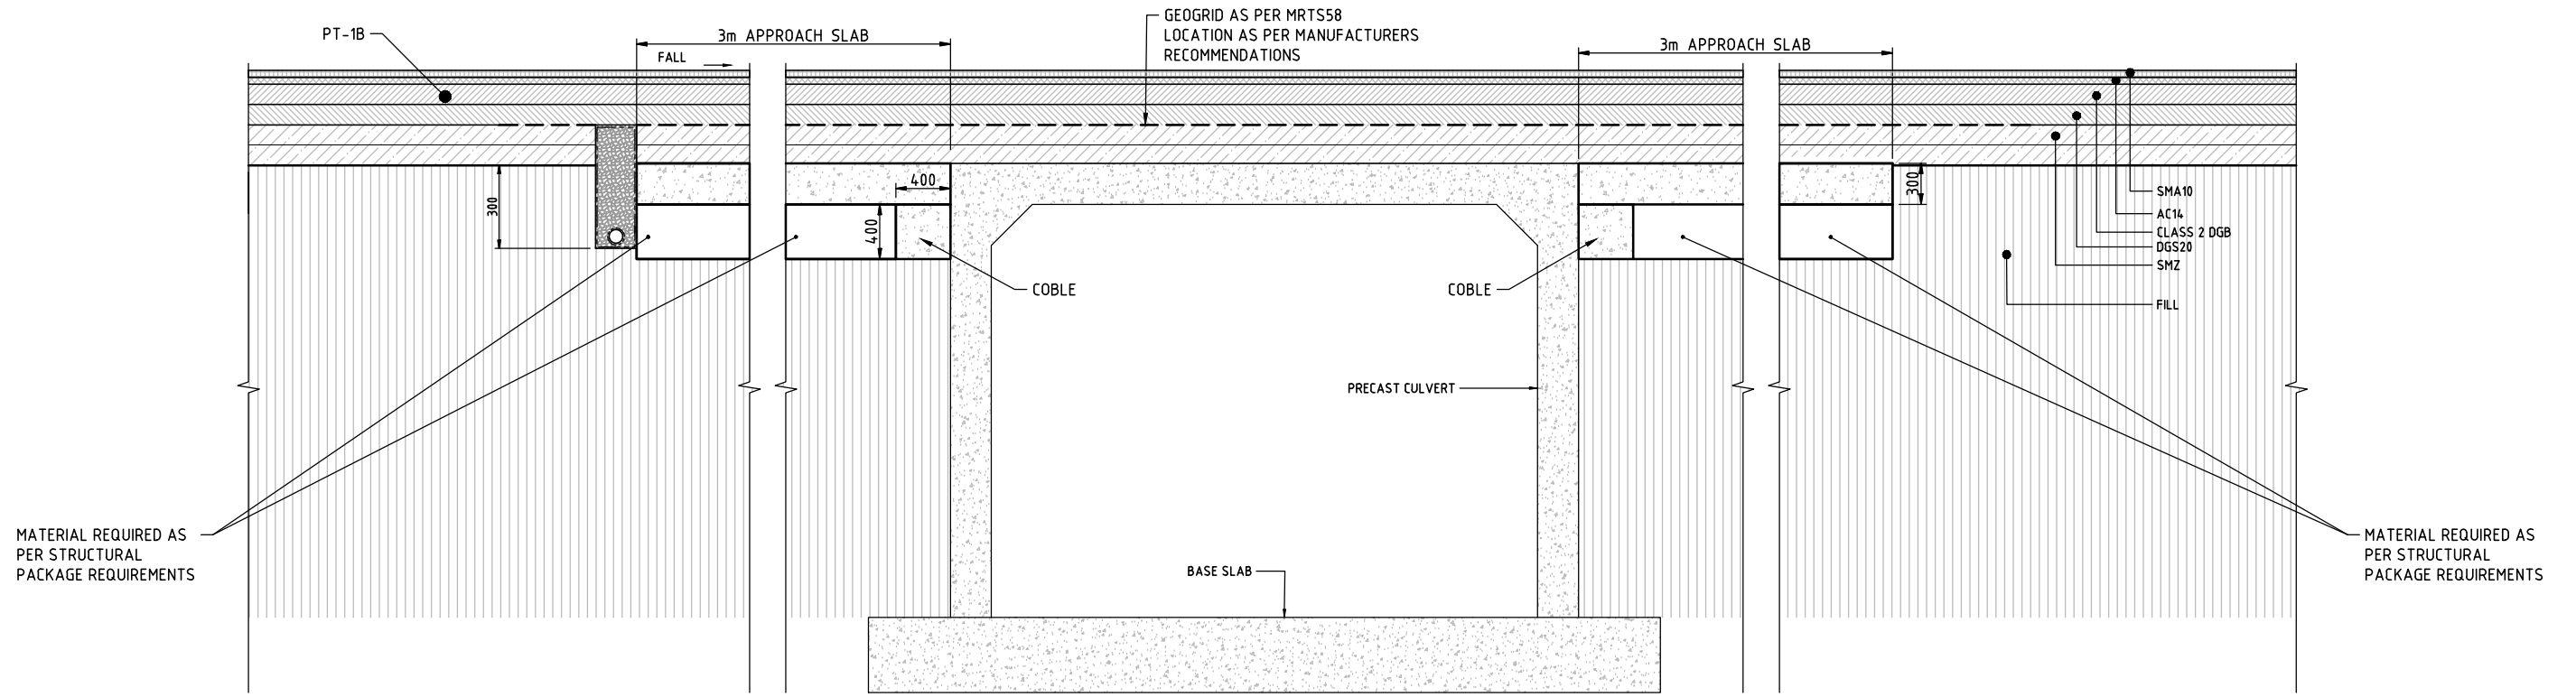 GEOGRID AS PER MRTS58
LOCATION AS PER MANUFACTURERS
RECOMMENDATIONS
PT-1B
3m APPROACH SLAB
3m APPROACH SLAB
FALL
400
300
300
400
SMA10
AC14
CLASS 2 DGB
DGS20
SMZ
FILL
COBLE
COBLE
PRECAST CULVERT
MATERIAL REQUIRED AS
PER STRUCTURAL
PACKAGE REQUIREMENTS
MATERIAL REQUIRED AS
PER STRUCTURAL
PACKAGE REQUIREMENTS
BASE SLAB